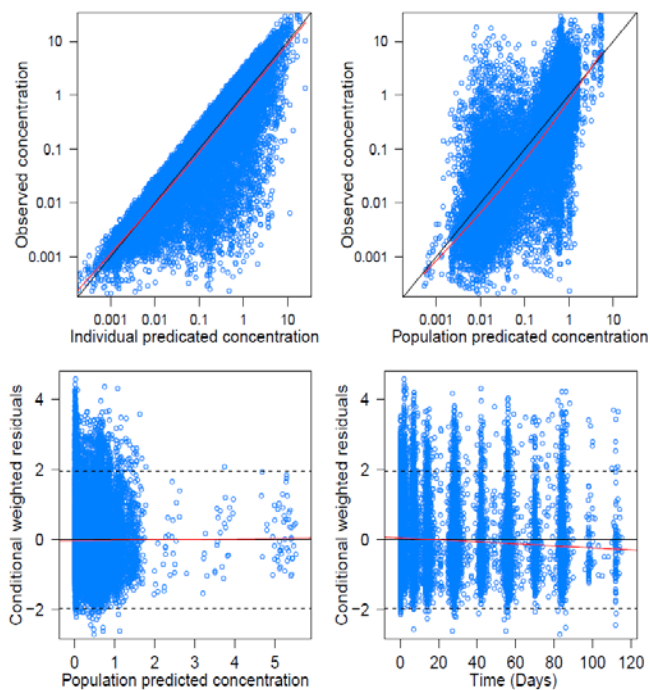 Observed concentration
10
1
0.1
0.01
0.001
0.001 0.01 0.1 1 10
Individual predicated concentration
Observed concentration
10
1
0.1
0.01
0.001
0.001 0.01 0.1 1 10
Population predicated concentration
Conditional weighted residuals
4
2
0
−2
0 1 2 3 4 5
Population predicted concentration
Conditional weighted residuals
4
2
0
−2
0 20 40 60 80 100 120
Time (Days)